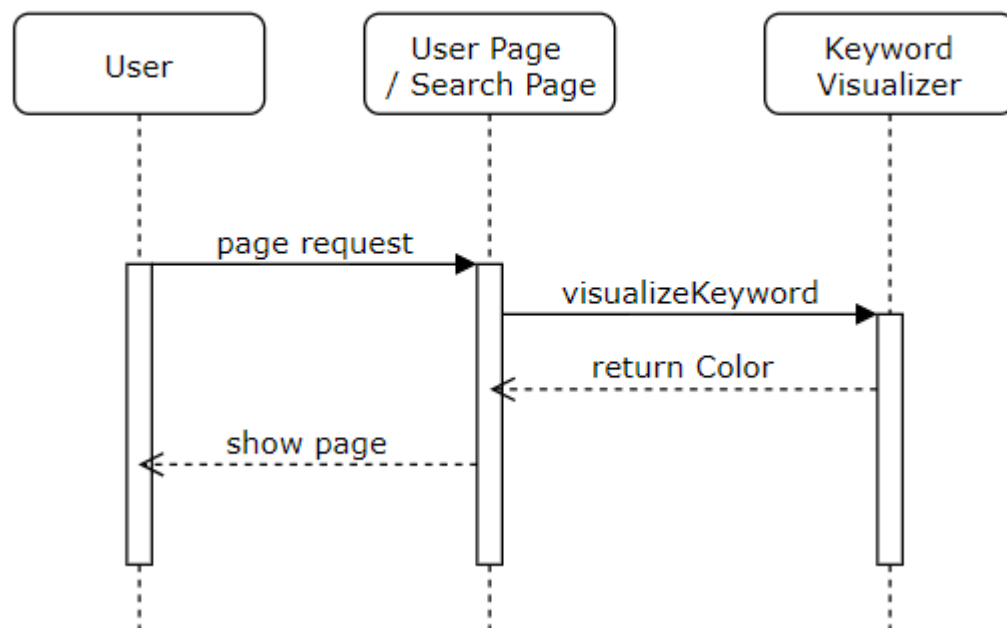 User
User Page
/ Search Page
Keyword
Visualizer
page request
visualizeKeyword
return Color
show page